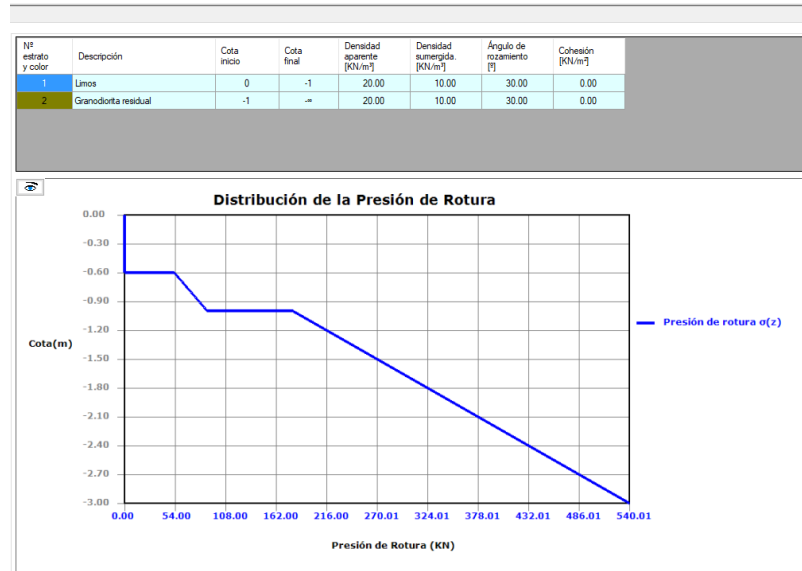 Nº estrato y color Descripción Cota inicio Cota final Densidad aparente [KN/m³] Densidad sumergida. [KN/m³] Ángulo de rozamiento [º] Cohesión [KN/m²]
1 Limos 0 -1 20.00 10.00 30.00 0.00
2 Granodiorita residual -1 -∞ 20.00 10.00 30.00 0.00
Distribución de la Presión de Rotura
0.00
-0.30
-0.60
-0.90
-1.20
-1.50
-1.80
-2.10
-2.40
-2.70
-3.00
Cota(m)
Presión de rotura σ(z)
0.00 54.00 108.00 162.00 216.00 270.01 324.01 378.01 432.01 486.01 540.01
Presión de Rotura (KN)